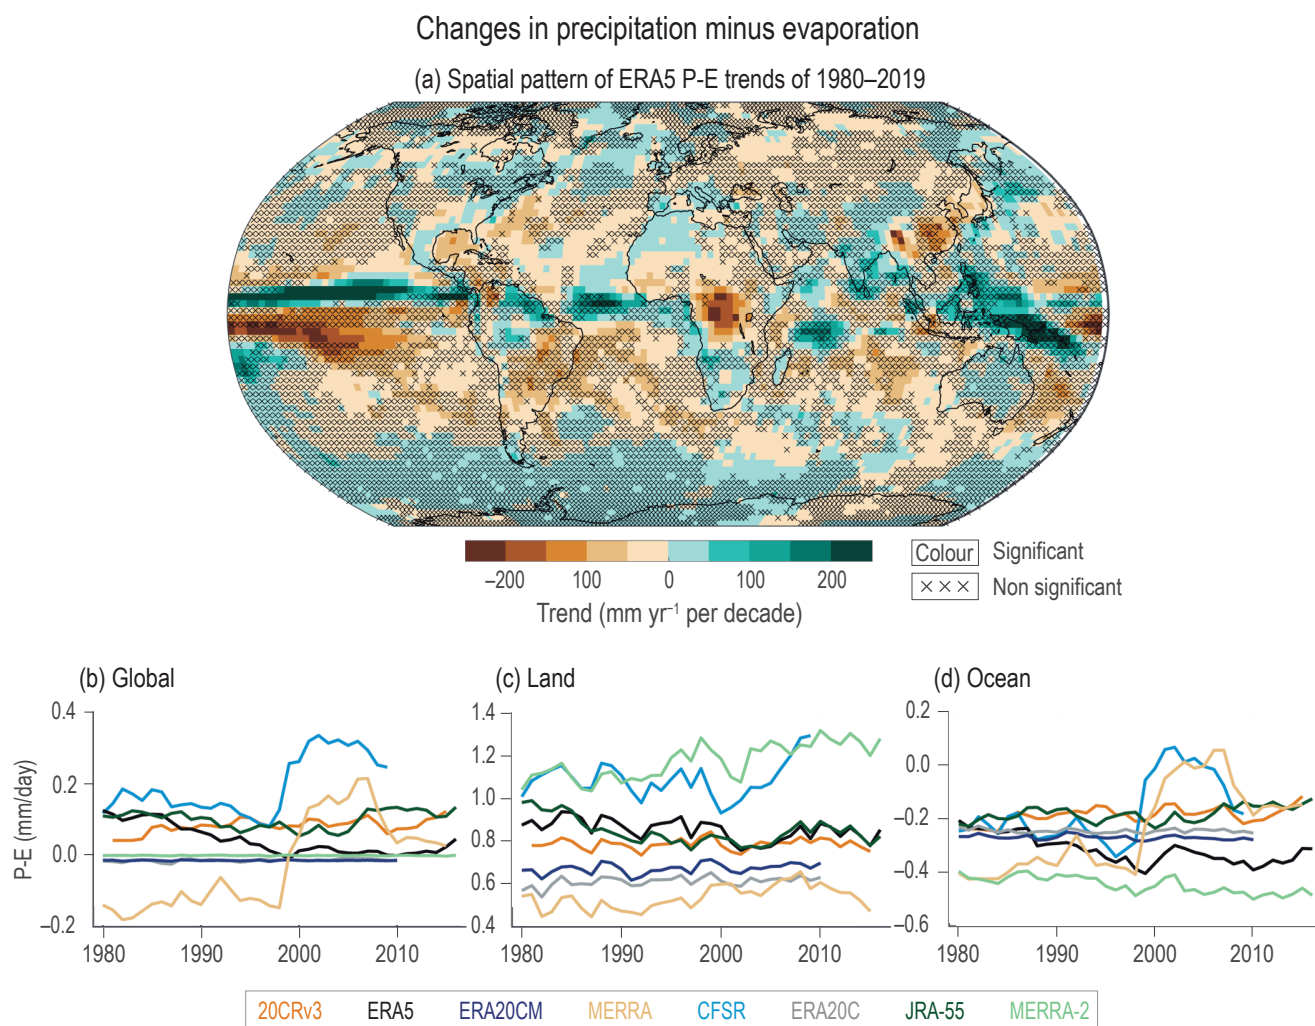 Changes in precipitation minus evaporation
(a) Spatial pattern of ERA5 P-E trends of 1980–2019
–200 100 0 100 200
Trend (mm yr⁻¹ per decade)
Colour Significant
××× Non significant
(b) Global
P-E (mm/day)
0.4
0.2
0.0
–0.2
1980 1990 2000 2010
(c) Land
1.4
1.2
1.0
0.8
0.6
0.4
1980 1990 2000 2010
(d) Ocean
0.2
0.0
–0.2
–0.4
–0.6
1980 1990 2000 2010
20CRv3 ERA5 ERA20CM MERRA CFSR ERA20C JRA-55 MERRA-2